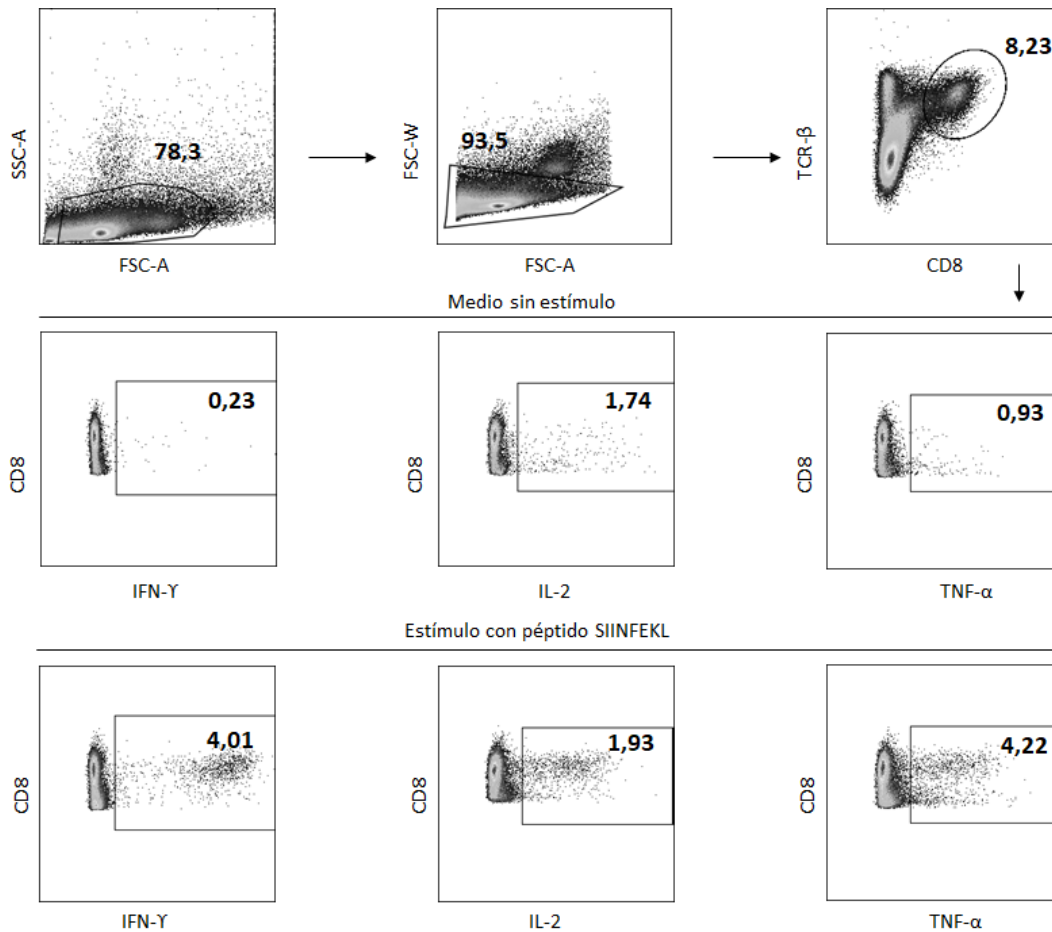 SSC-A
78,3
FSC-A
FSC-W
93,5
FSC-A
TCR-β
8,23
CD8
Medio sin estímulo
CD8
0,23
IFN-ϒ
CD8
1,74
IL-2
CD8
0,93
TNF-α
Estímulo con péptido SIINFEKL
CD8
4,01
IFN-ϒ
CD8
1,93
IL-2
CD8
4,22
TNF-α